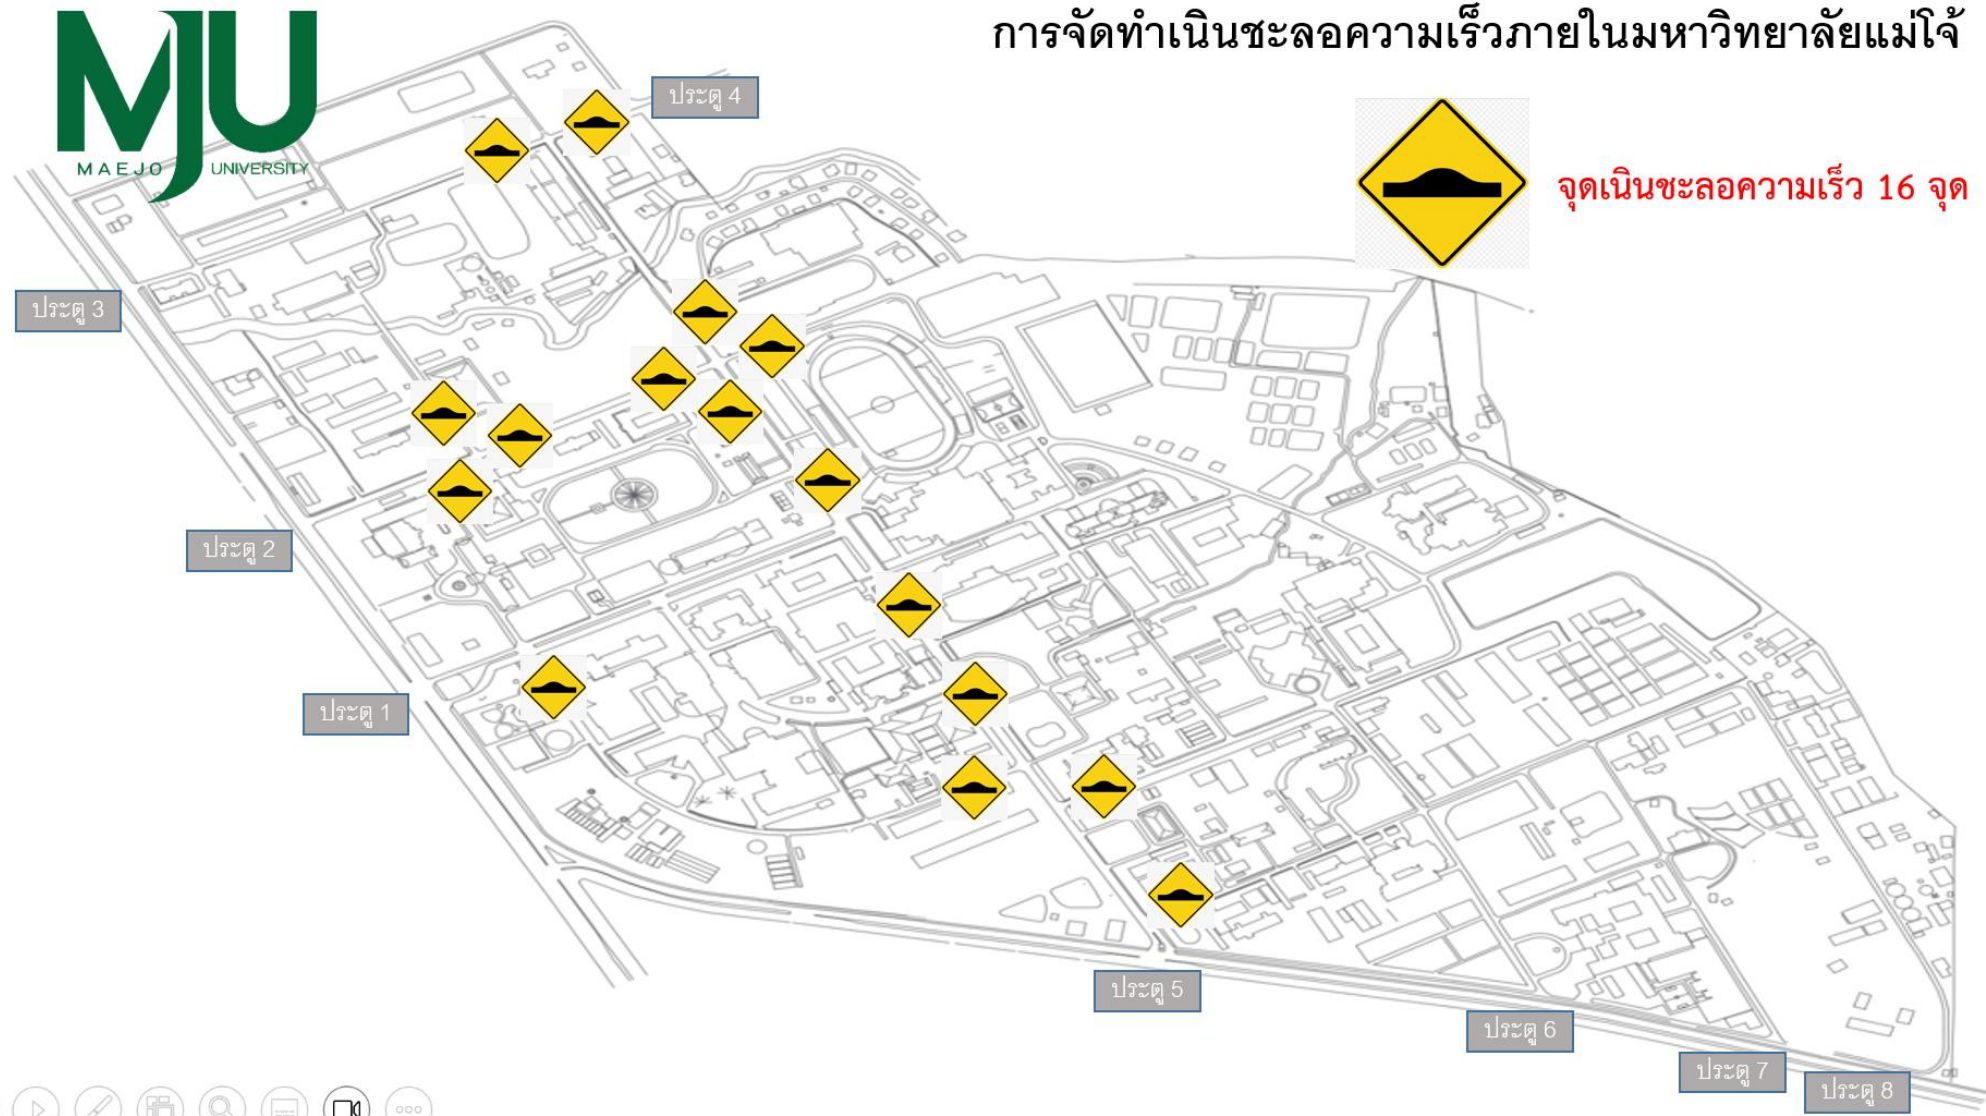 การจัดทำเนินชะลอความเร็วภายในมหาวิทยาลัยแม่โจ้
MJU
MAEJO UNIVERSITY
ประตู 4
จุดเนินชะลอความเร็ว 16 จุด
ประตู 3
ประตู 2
ประตู 1
ประตู 5
ประตู 6
ประตู 7
ประตู 8